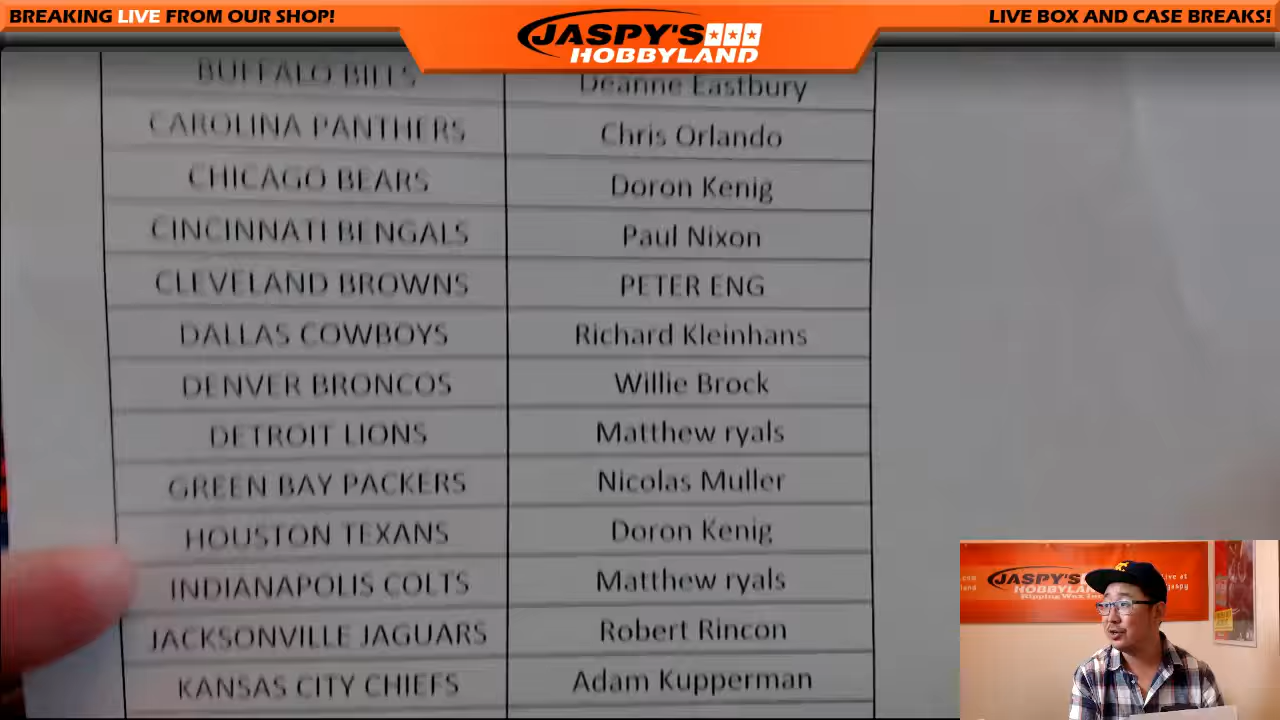 BREAKING LIVE FROM OUR SHOP!
JASPY'S
HOBBYLAND
LIVE BOX AND CASE BREAKS!
BUFFALO BILLS Deanne Eastbury
CAROLINA PANTHERS Chris Orlando
CHICAGO BEARS Doron Kenig
CINCINNATI BENGALS Paul Nixon
CLEVELAND BROWNS PETER ENG
DALLAS COWBOYS Richard Kleinhans
DENVER BRONCOS Willie Brock
DETROIT LIONS Matthew ryals
GREEN BAY PACKERS Nicolas Muller
HOUSTON TEXANS Doron Kenig
INDIANAPOLIS COLTS Matthew ryals
JACKSONVILLE JAGUARS Robert Rincon
KANSAS CITY CHIEFS Adam Kupperman
JASPY'S
HOBBYLAND